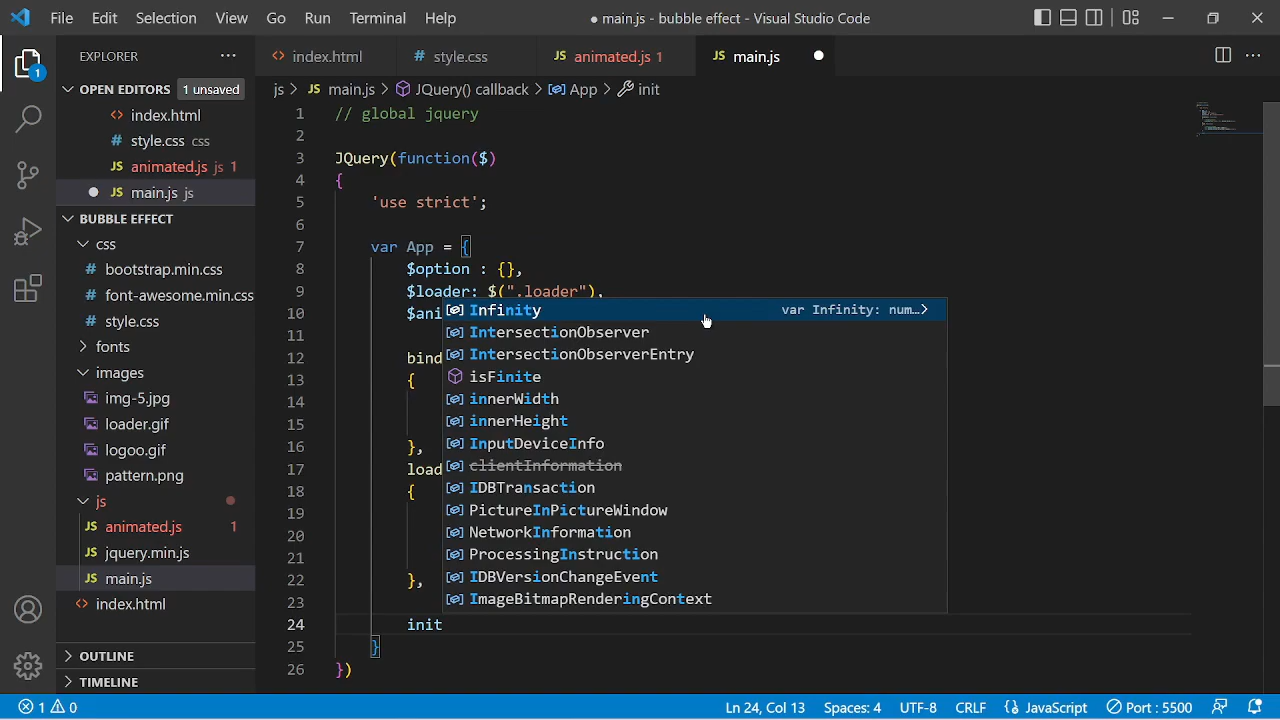 File Edit Selection View Go Run Terminal Help ● main.js - bubble effect - Visual Studio Code
EXPLORER ···
OPEN EDITORS 1 unsaved
index.html
style.css css
animated.js js 1
main.js js
BUBBLE EFFECT
css
bootstrap.min.css
font-awesome.min.css
style.css
fonts
images
img-5.jpg
loader.gif
logoo.gif
pattern.png
js
animated.js 1
jquery.min.js
main.js
index.html
OUTLINE
TIMELINE
1
index.html style.css JS animated.js 1 JS main.js
js > JS main.js > JQuery() callback > App > init
1 // global jquery
2
3 JQuery(function($)
4 {
5 'use strict';
6
7 var App = {
8 $option : {},
9 $loader: $(".loader"),
10 $ani
11
12 bind
13 {
14
15
16 },
17 load
18 {
19
20
21
22 },
23
24 init
25 }
26 })
Infinity var Infinity: num…
IntersectionObserver
IntersectionObserverEntry
isFinite
innerWidth
innerHeight
InputDeviceInfo
clientInformation
IDBTransaction
PictureInPictureWindow
NetworkInformation
ProcessingInstruction
IDBVersionChangeEvent
ImageBitmapRenderingContext
1 0 Ln 24, Col 13 Spaces: 4 UTF-8 CRLF {} JavaScript Port : 5500